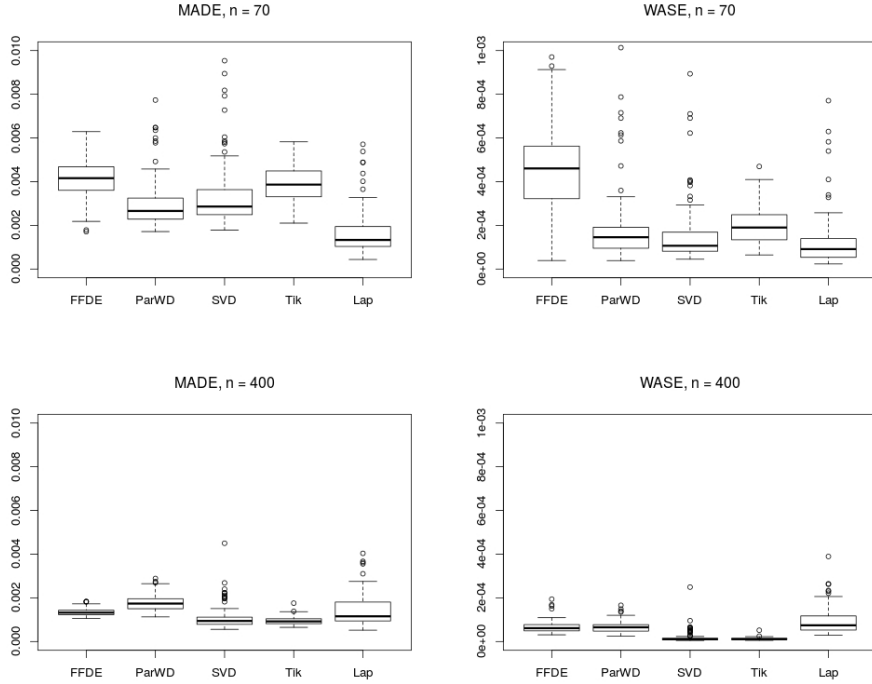 MADE, n = 70
0.010
0.008
0.006
0.004
0.002
0.000
FFDE ParWD SVD Tik Lap
WASE, n = 70
1e-03
8e-04
6e-04
4e-04
2e-04
0e+00
FFDE ParWD SVD Tik Lap
MADE, n = 400
0.010
0.008
0.006
0.004
0.002
0.000
FFDE ParWD SVD Tik Lap
WASE, n = 400
1e-03
8e-04
6e-04
4e-04
2e-04
0e+00
FFDE ParWD SVD Tik Lap